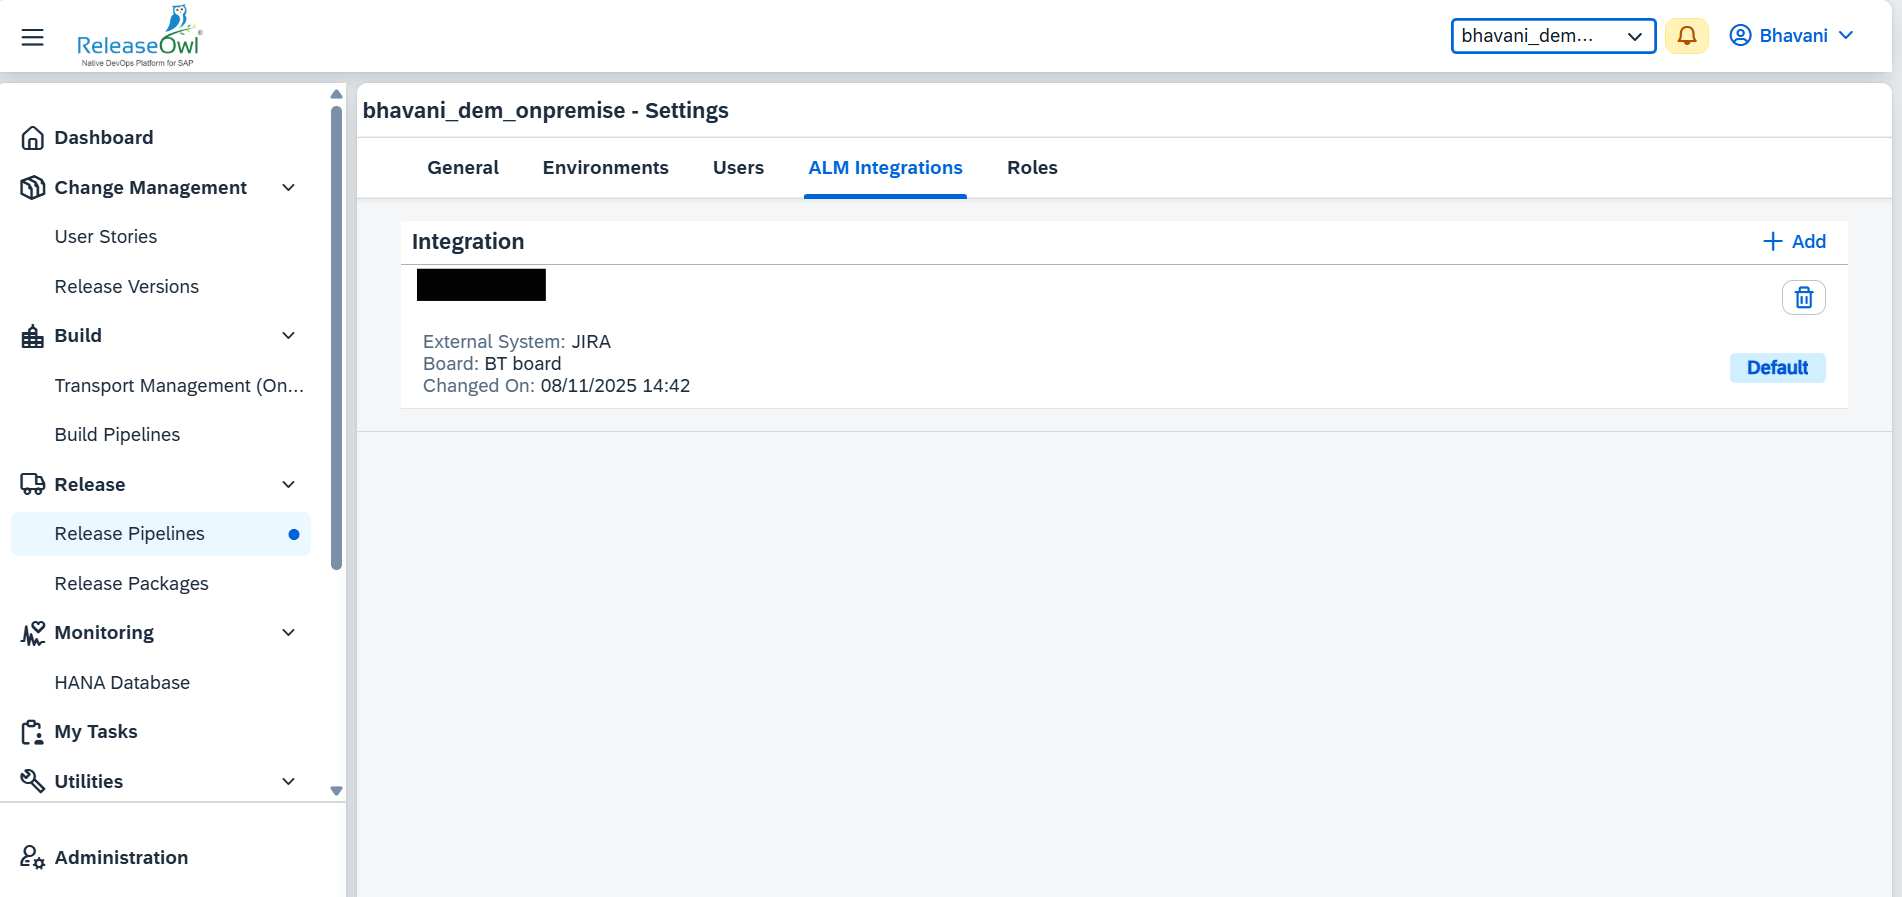 ReleaseOwl
®
Native DevOps Platform for SAP
bhavani_dem...
Bhavani
Dashboard
Change Management
User Stories
Release Versions
Build
Transport Management (On...
Build Pipelines
Release
Release Pipelines
Release Packages
Monitoring
HANA Database
My Tasks
Utilities
Administration
bhavani_dem_onpremise - Settings
General
Environments
Users
ALM Integrations
Roles
Integration
Add
External System: JIRA
Board: BT board
Changed On: 08/11/2025 14:42
Default